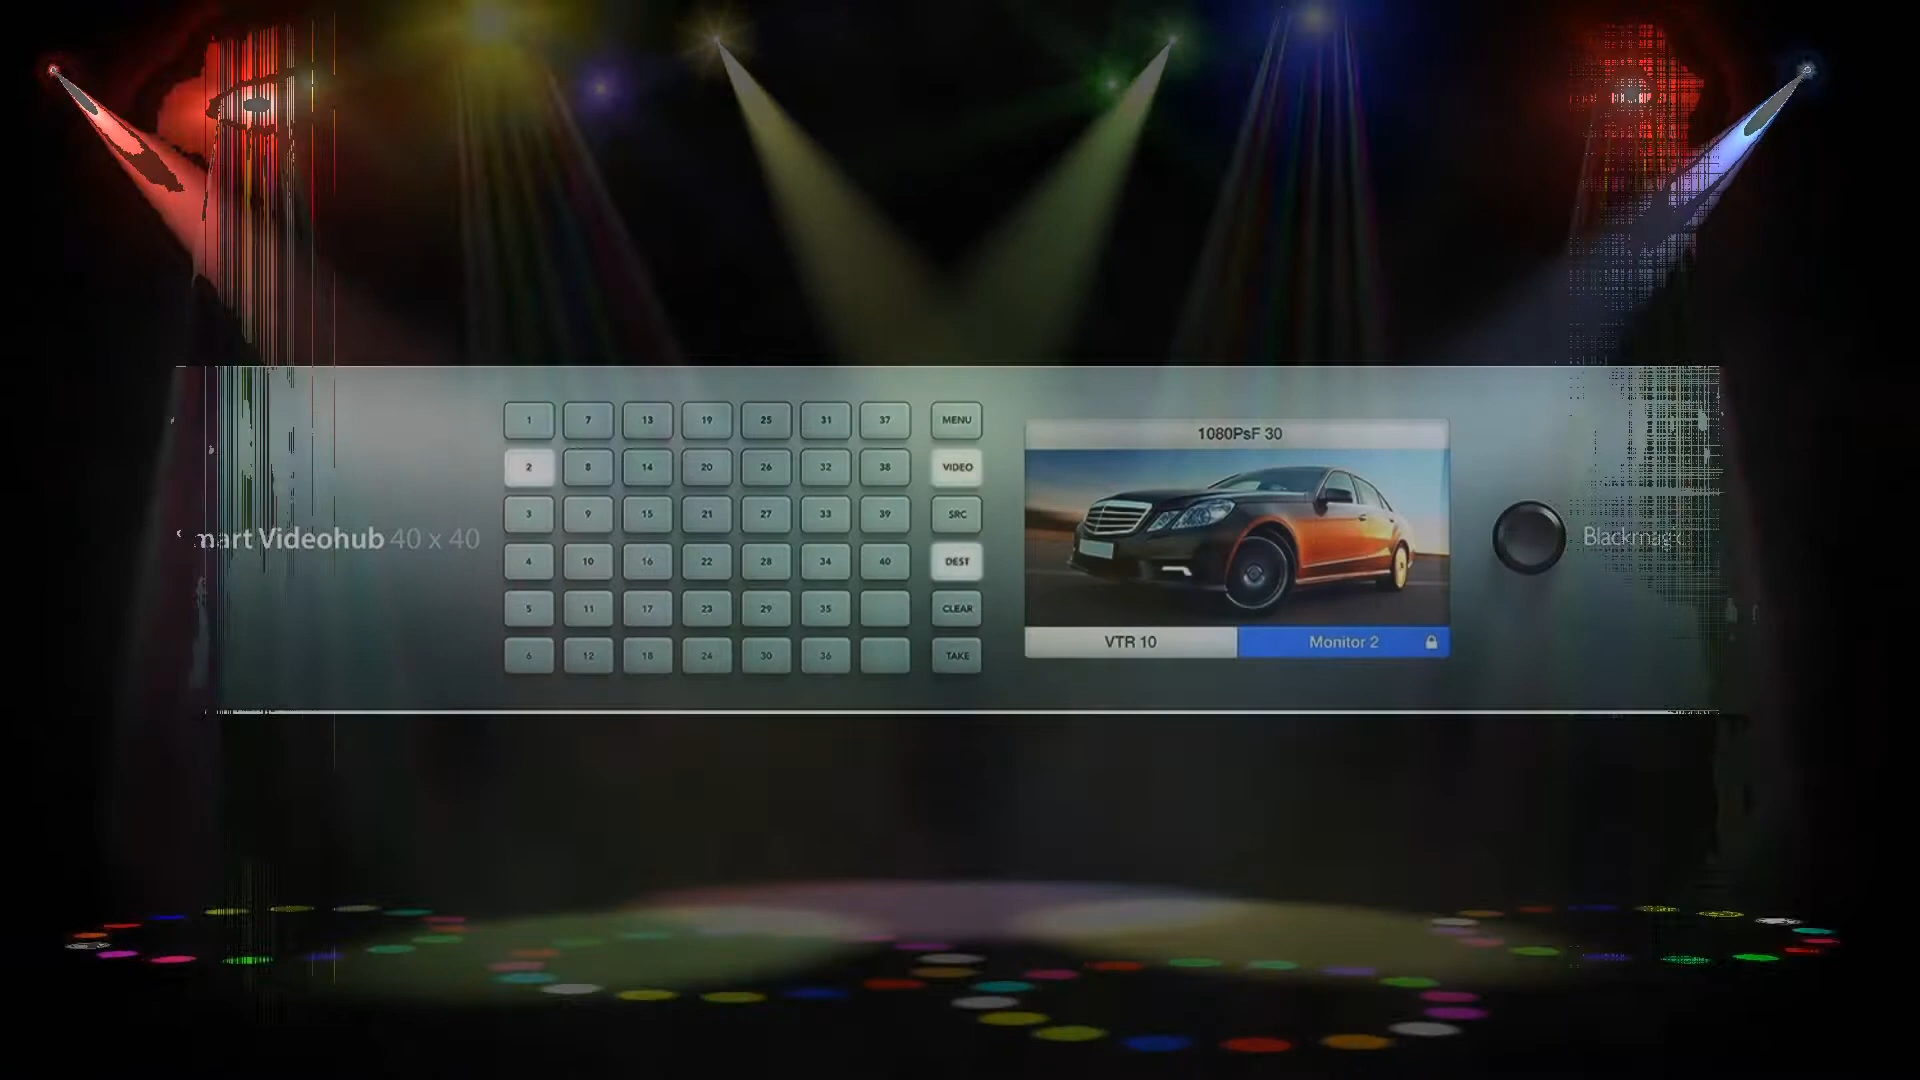 mart Videohub 40 x 40
1 7 13 19 25 31 37 MENU
2 8 14 20 26 32 38 VIDEO
3 9 15 21 27 33 39 SRC
4 10 16 22 28 34 40 DEST
5 11 17 23 29 35 CLEAR
6 12 18 24 30 36 TAKE
1080PsF 30
VTR 10
Monitor 2
Blackmagic